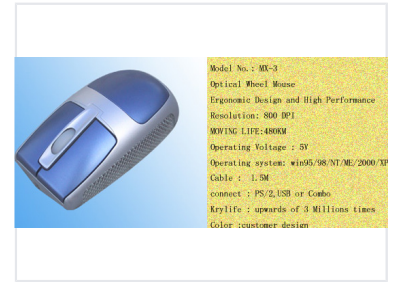 Model No.: MX-3
Optical Wheel Mouse
Ergonomic Design and High Performance
Resolution: 800 DPI
MOVING LIFE:480KM
Operating Voltage : 5V
Operating system: win95/98/NT/ME/2000/XP
Cable : 1.5M
connect : PS/2,USB or Combo
Krylife : upwards of 3 Millions times
Color :customer design